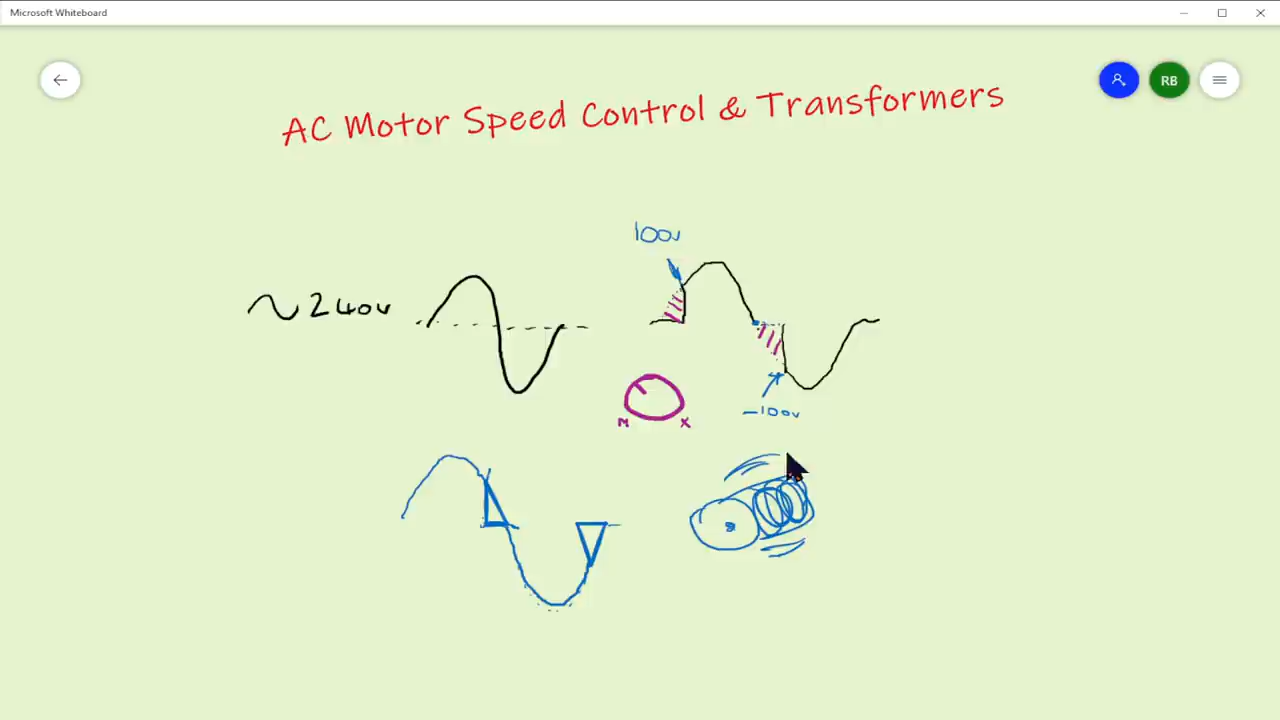 Microsoft Whiteboard
RB
AC Motor Speed Control & Transformers
100v
~240v
-100v
M X